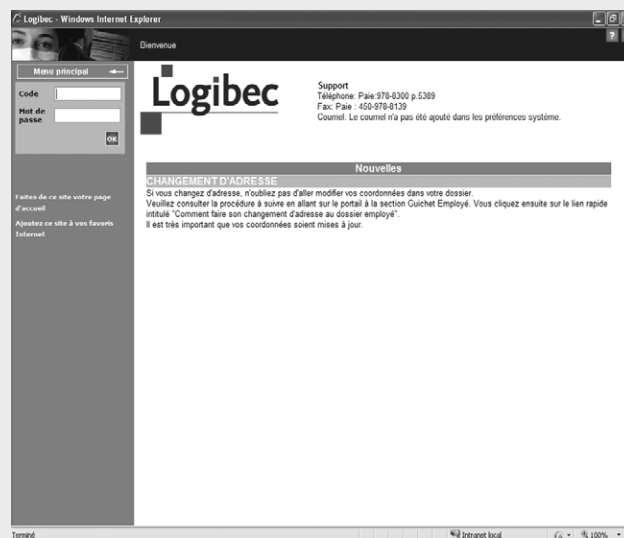 Logibec - Windows Internet Explorer
?
Bienvenue
Menu principal
Code
Mot de passe
OK
Faites de ce site votre page d'accueil
Ajoutez ce site à vos favoris Internet
Logibec
Support
Téléphone: Paie:978-8300 p.5389
Fax: Paie : 450-978-8139
Courriel: Le courriel n'a pas été ajouté dans les préférences système.
Nouvelles
CHANGEMENT D'ADRESSE
Si vous changez d'adresse, n'oubliez pas d'aller modifier vos coordonnées dans votre dossier.
Veuillez consulter la procédure à suivre en allant sur le portail à la section Guichet Employé. Vous cliquez ensuite sur le lien rapide
intitulé "Comment faire son changement d'adresse au dossier employé".
Il est très important que vos coordonnées soient mises à jour.
Terminé
Intranet local
100%